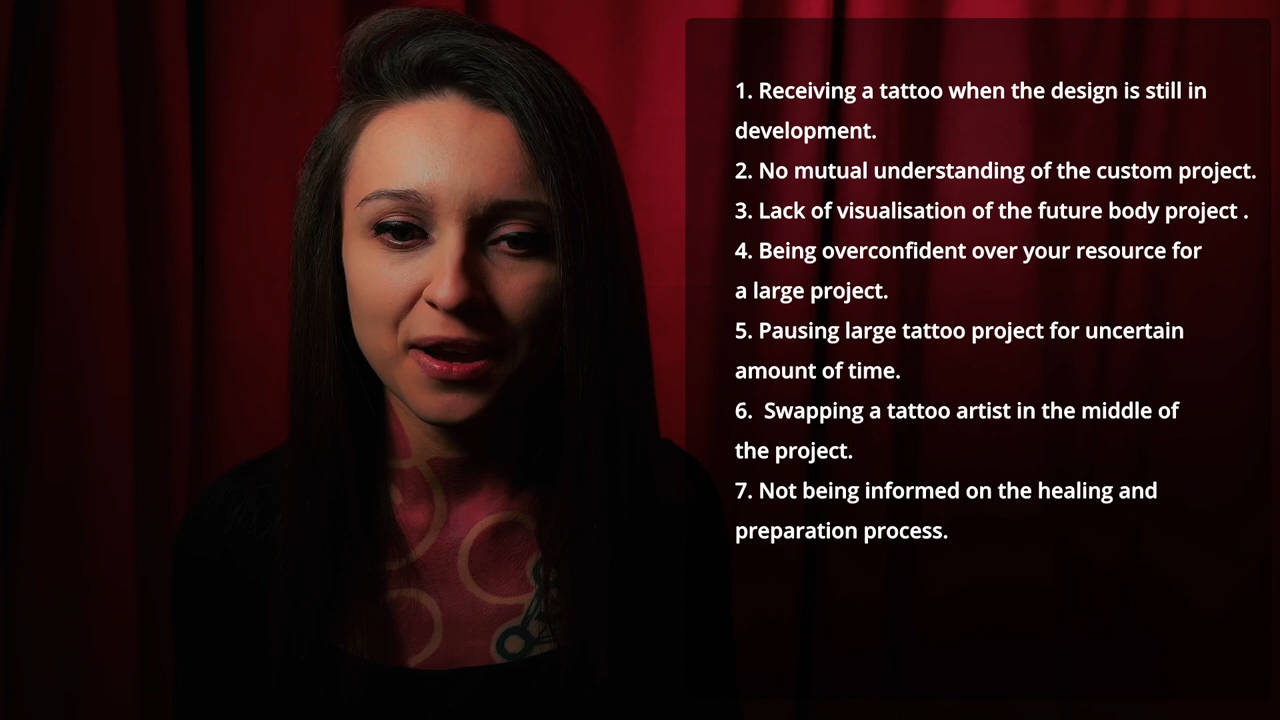 1. Receiving a tattoo when the design is still in
development.
2. No mutual understanding of the custom project.
3. Lack of visualisation of the future body project .
4. Being overconfident over your resource for
a large project.
5. Pausing large tattoo project for uncertain
amount of time.
6.  Swapping a tattoo artist in the middle of
the project.
7. Not being informed on the healing and
preparation process.